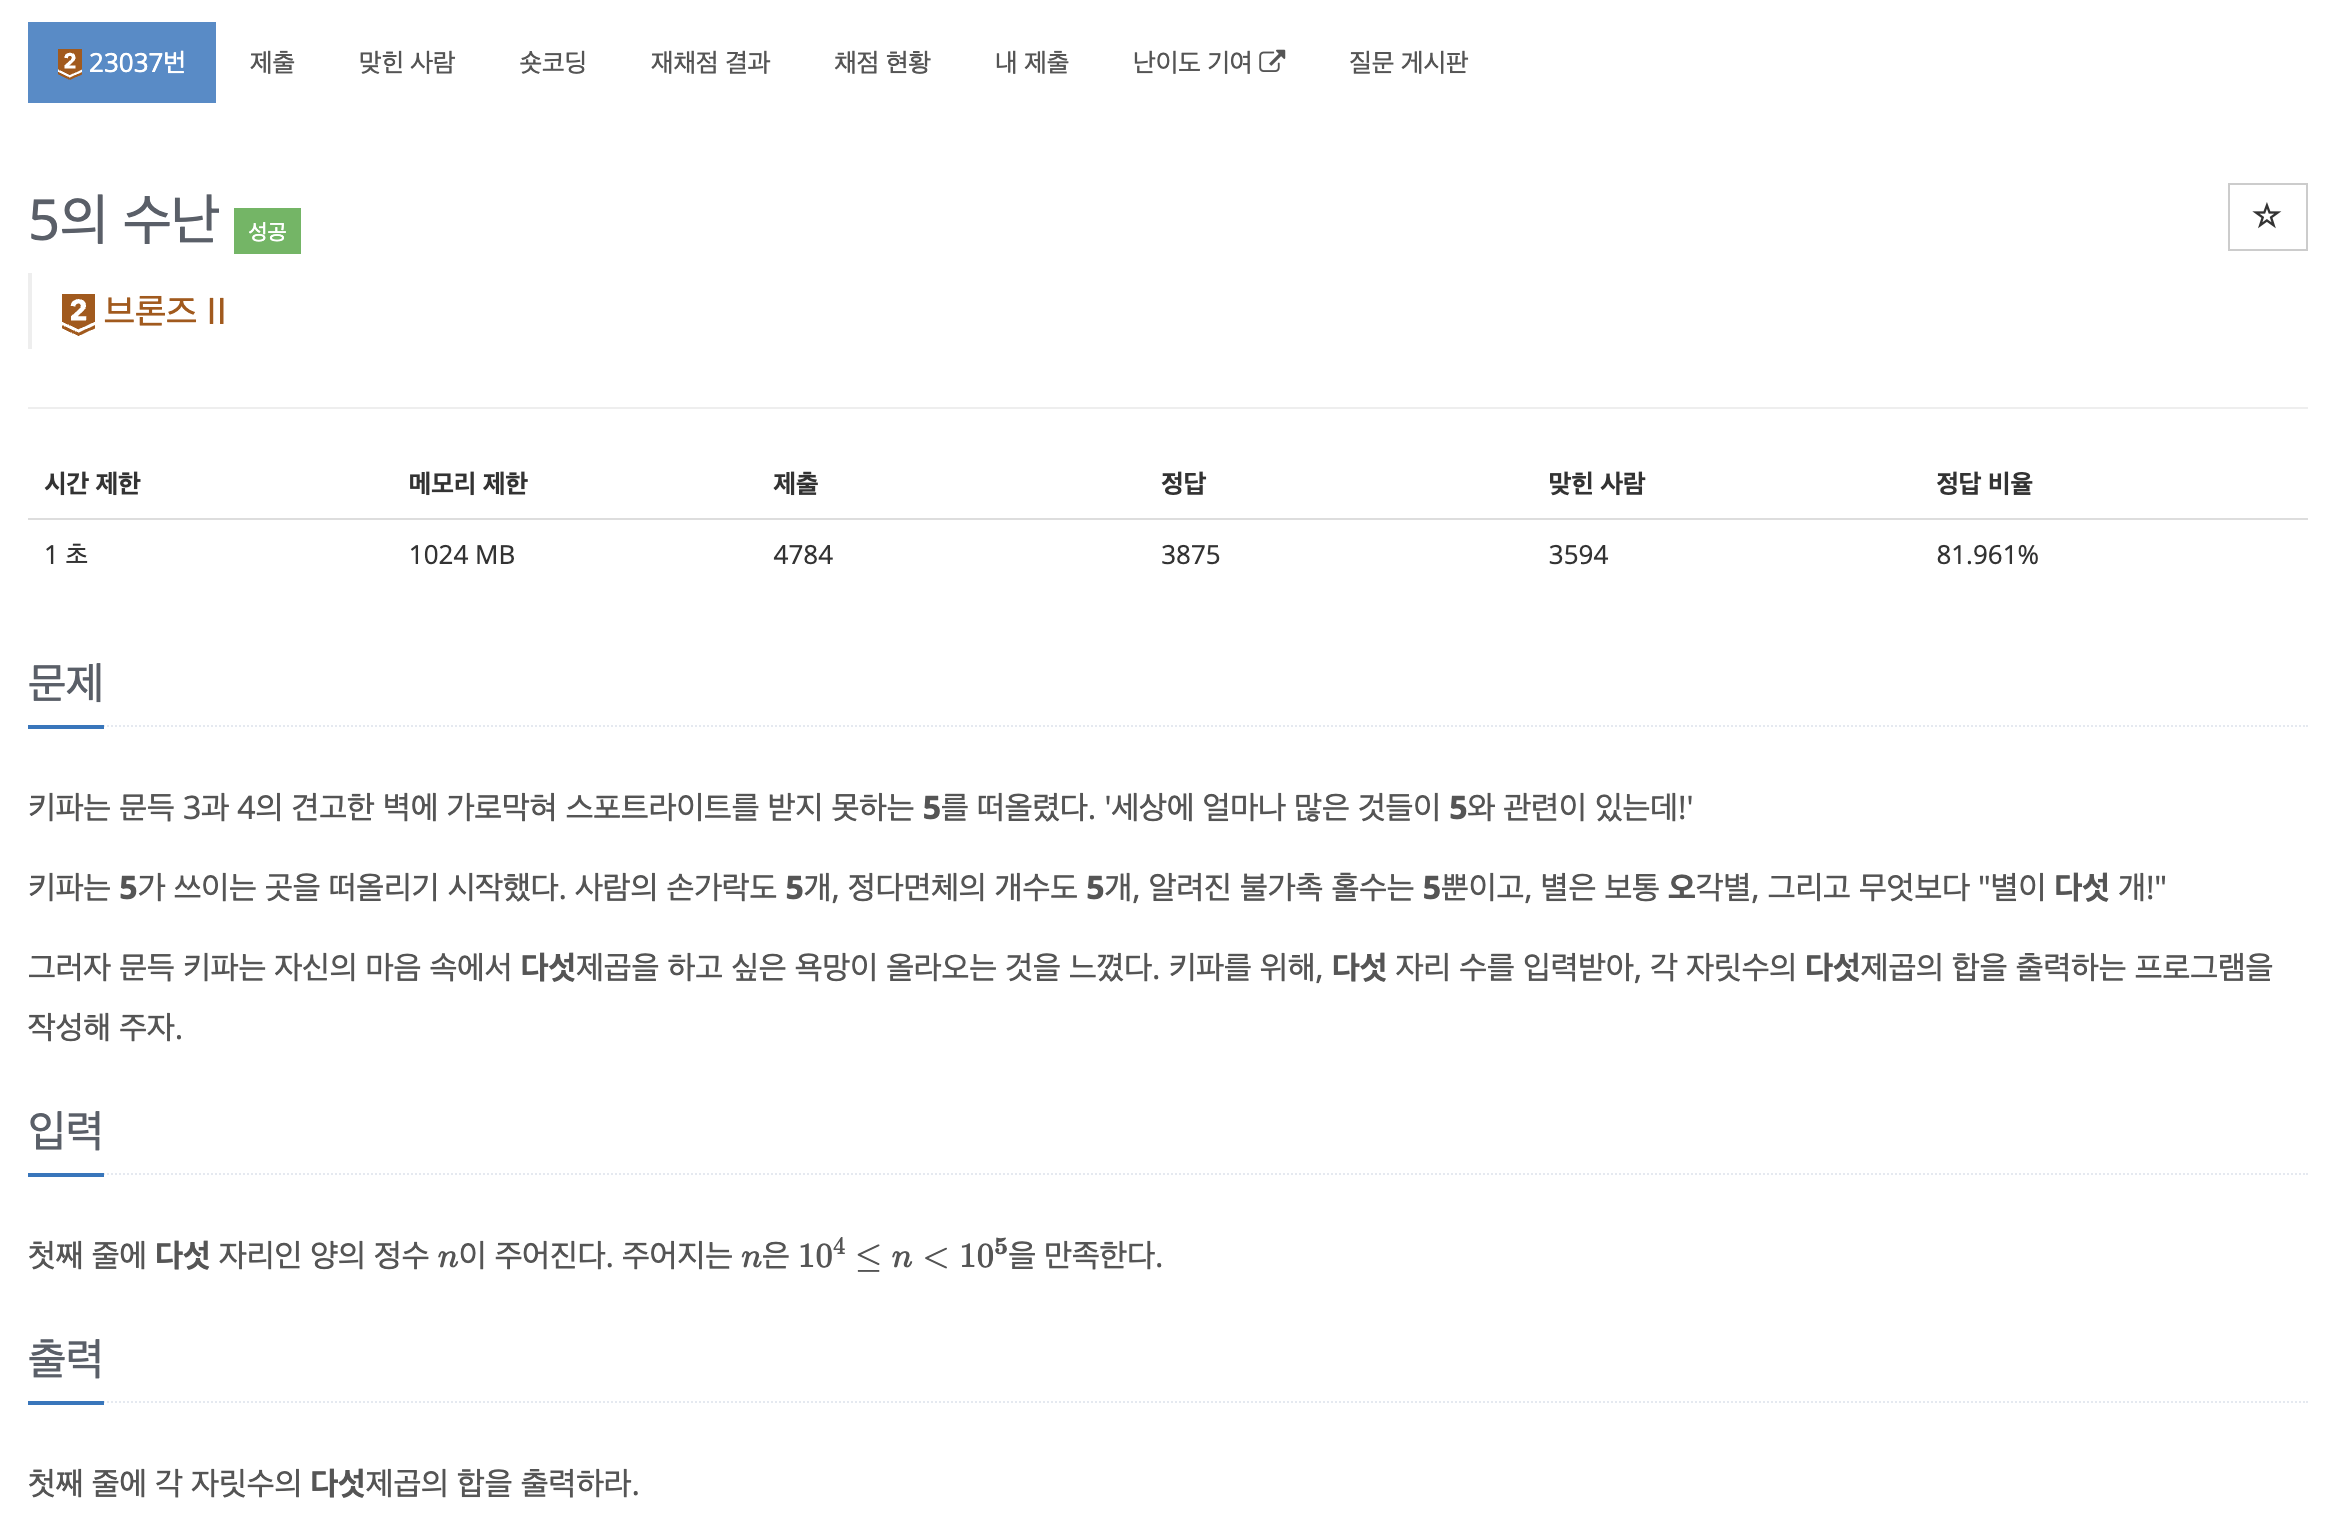 2 23037번 제출 맞힌 사람 숏코딩 재채점 결과 채점 현황 내 제출 난이도 기여 질문 게시판
5의 수난 성공
2 브론즈 II
시간 제한 메모리 제한 제출 정답 맞힌 사람 정답 비율
1 초 1024 MB 4784 3875 3594 81.961%
문제
키파는 문득 3과 4의 견고한 벽에 가로막혀 스포트라이트를 받지 못하는 5를 떠올렸다. '세상에 얼마나 많은 것들이 5와 관련이 있는데!'
키파는 5가 쓰이는 곳을 떠올리기 시작했다. 사람의 손가락도 5개, 정다면체의 개수도 5개, 알려진 불가촉 홀수는 5뿐이고, 별은 보통 오각별, 그리고 무엇보다 "별이 다섯 개!"
그러자 문득 키파는 자신의 마음 속에서 다섯제곱을 하고 싶은 욕망이 올라오는 것을 느꼈다. 키파를 위해, 다섯 자리 수를 입력받아, 각 자릿수의 다섯제곱의 합을 출력하는 프로그램을
작성해 주자.
입력
첫째 줄에 다섯 자리인 양의 정수 n이 주어진다. 주어지는 n은 10⁴ ≤ n < 10⁵을 만족한다.
출력
첫째 줄에 각 자릿수의 다섯제곱의 합을 출력하라.